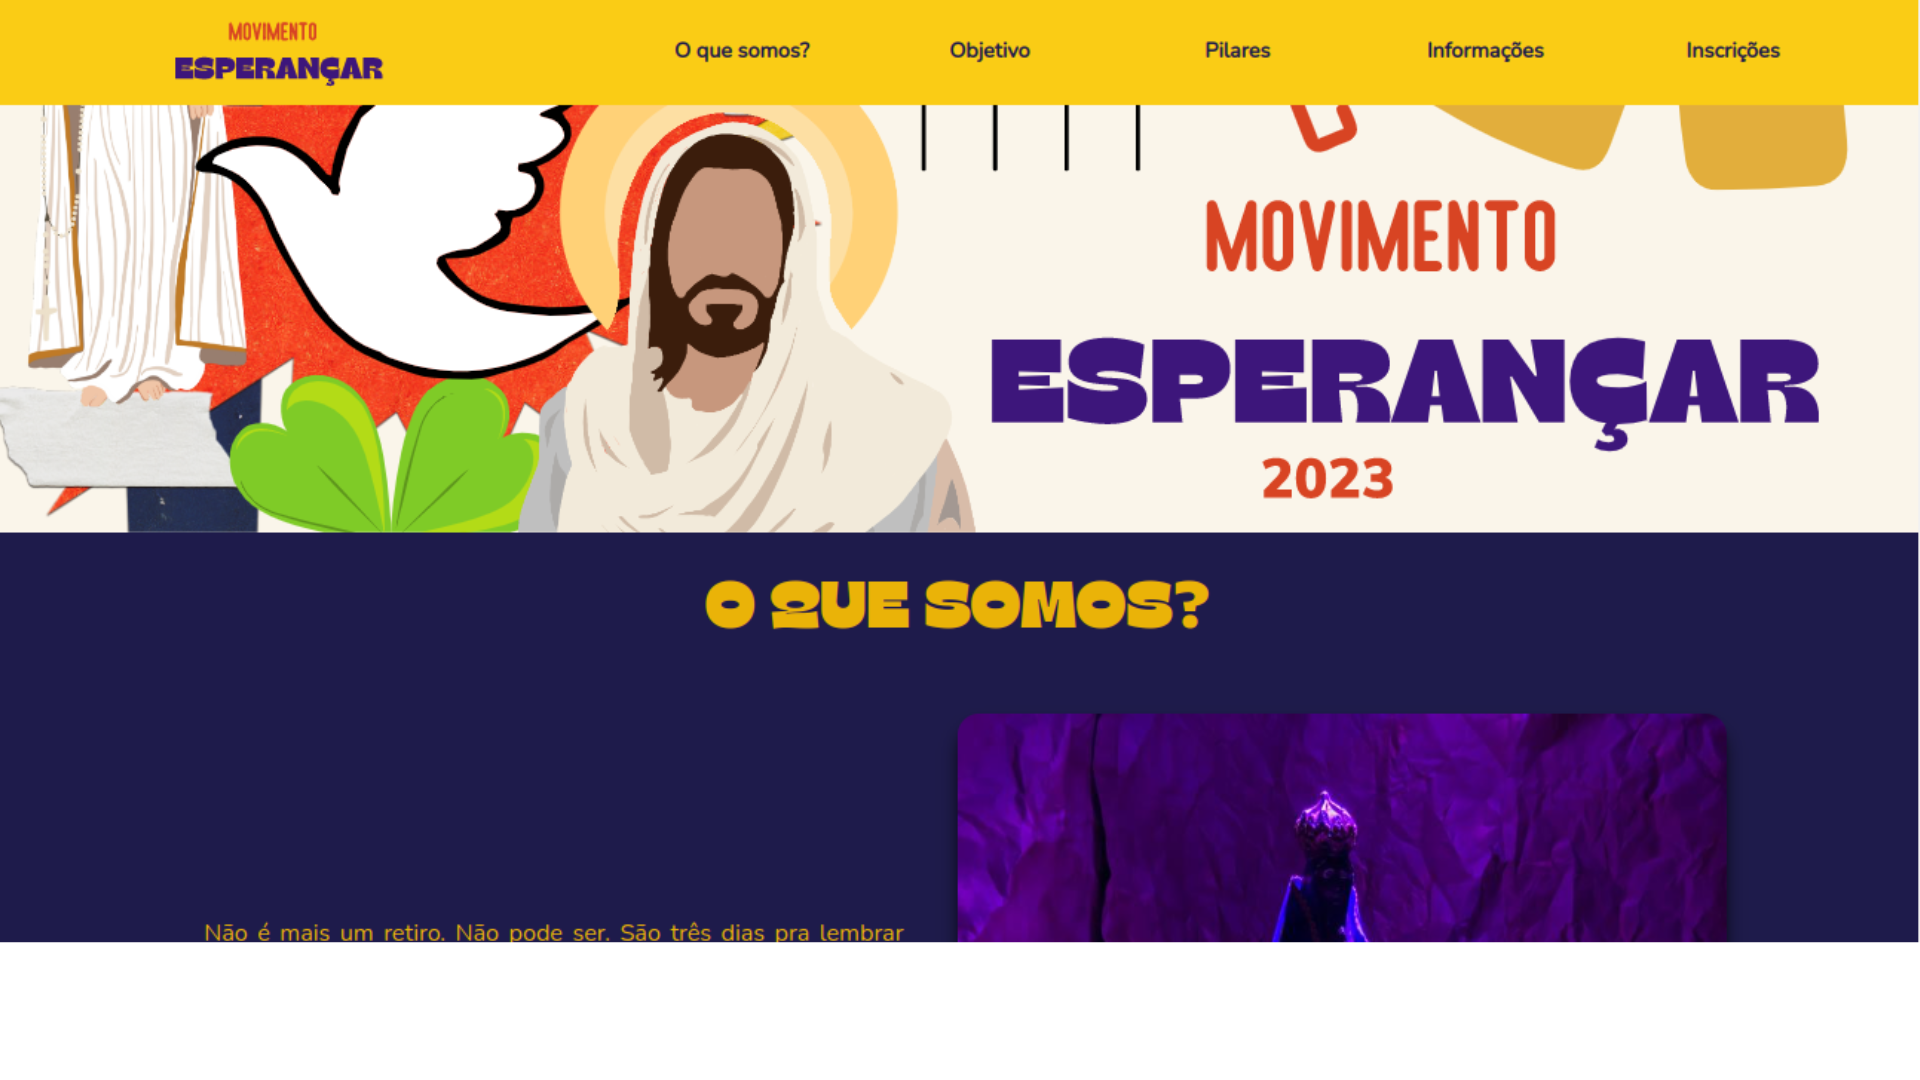 MOVIMENTO
ESPERANÇAR
O que somos?
Objetivo
Pilares
Informações
Inscrições
MOVIMENTO
ESPERANÇAR
2023
O QUE SOMOS?
Não é mais um retiro. Não pode ser. São três dias pra lembrar